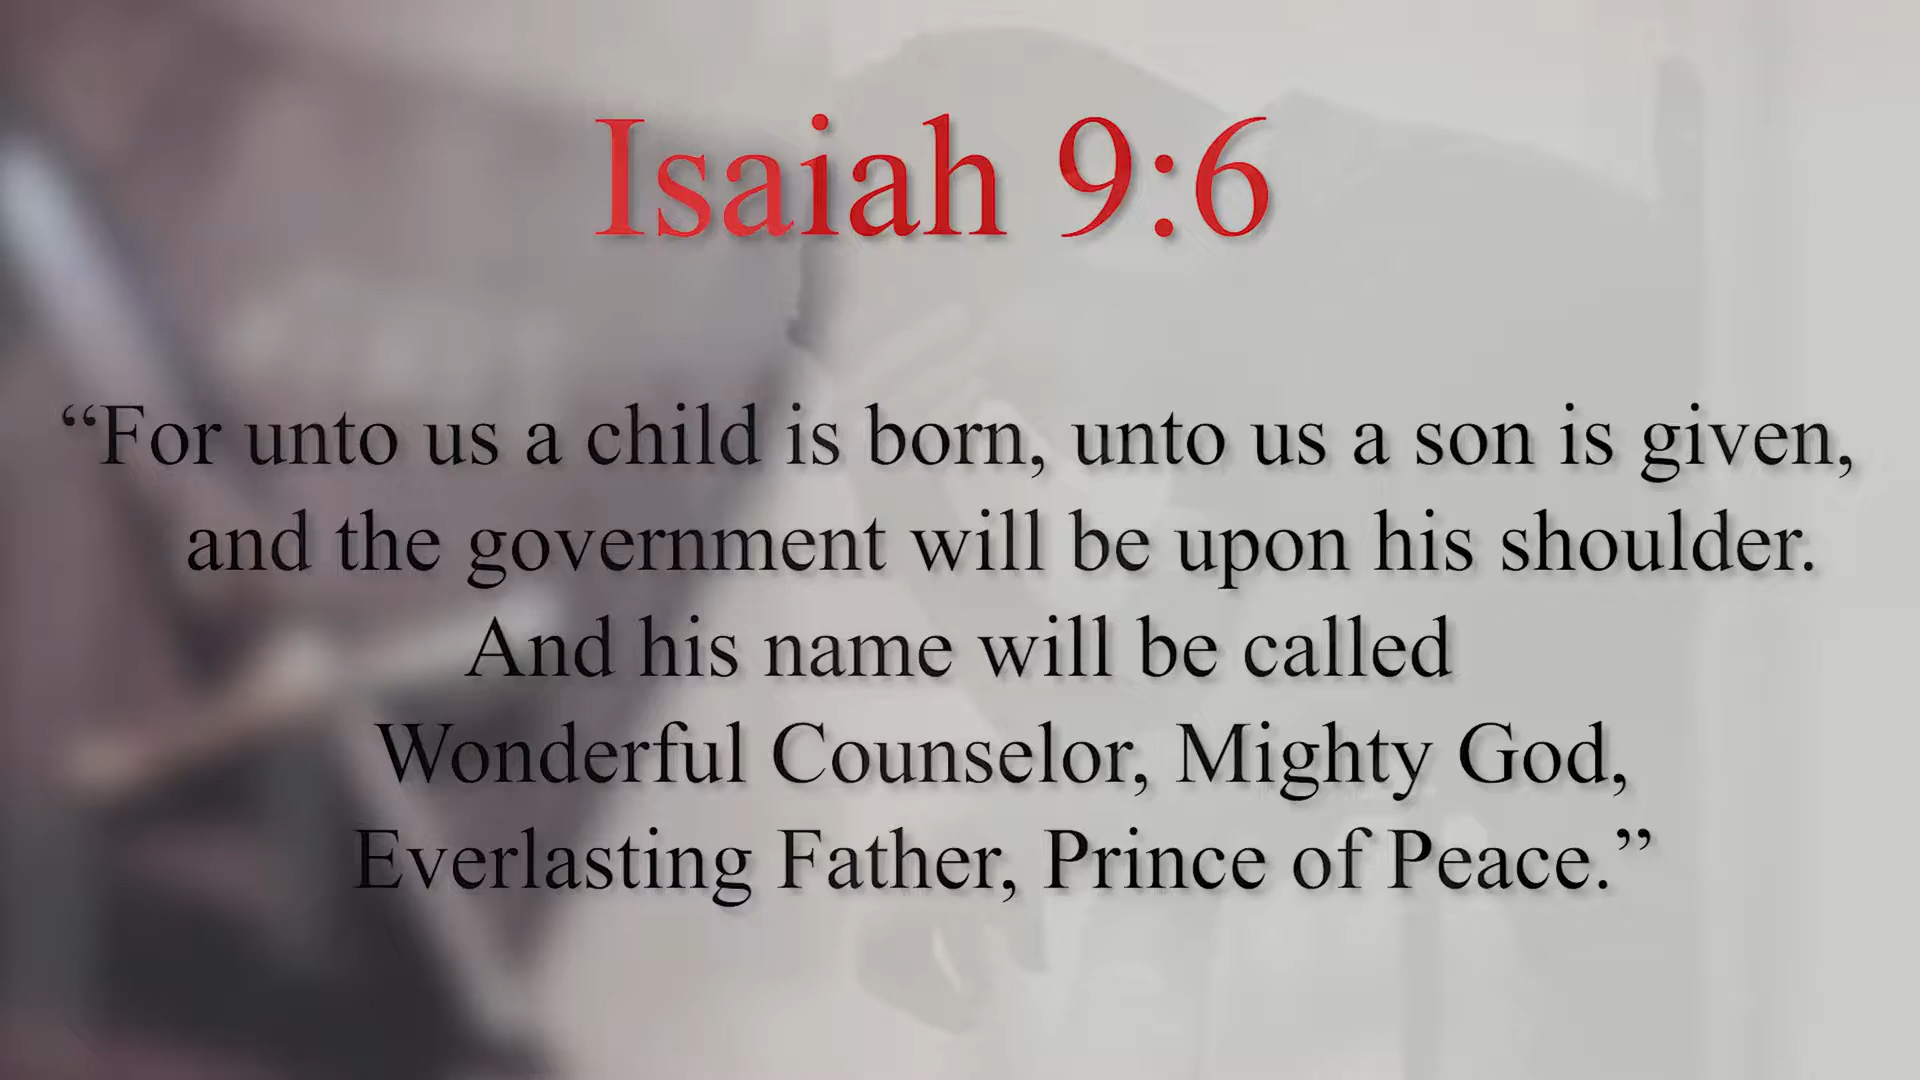 Isaiah 9:6
“For unto us a child is born, unto us a son is given,
and the government will be upon his shoulder.
And his name will be called
Wonderful Counselor, Mighty God,
Everlasting Father, Prince of Peace.”